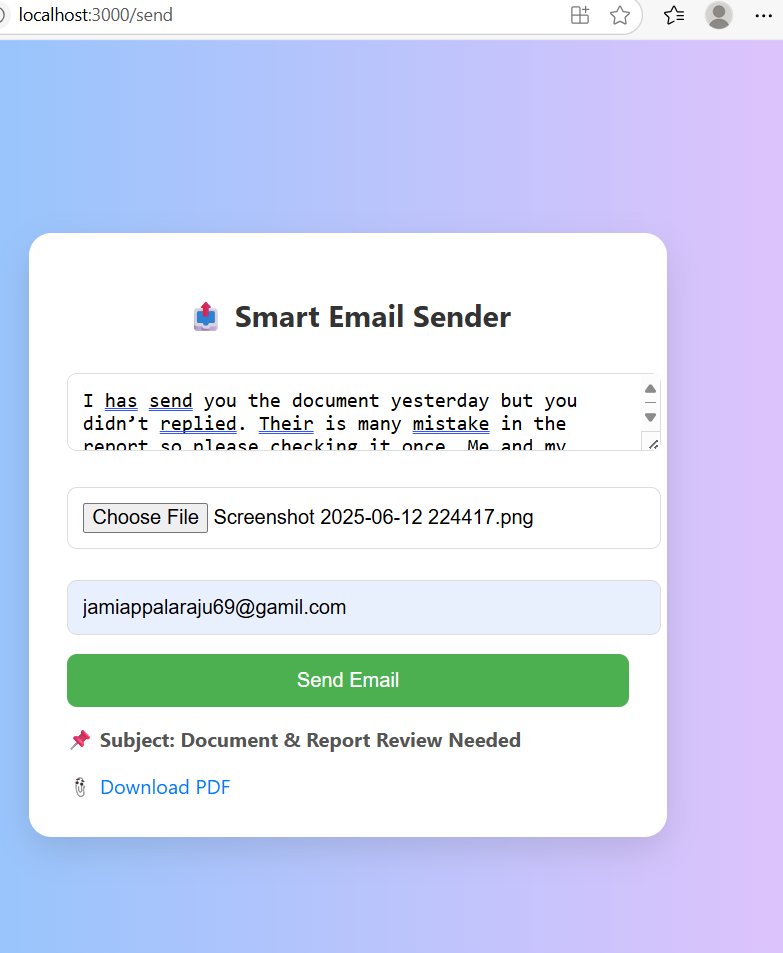 localhost:3000/send
Smart Email Sender
I has send you the document yesterday but you
didn’t replied. Their is many mistake in the
report so please checking it once. Me and my
Choose File Screenshot 2025-06-12 224417.png
jamiappalaraju69@gamil.com
Send Email
Subject: Document & Report Review Needed
Download PDF